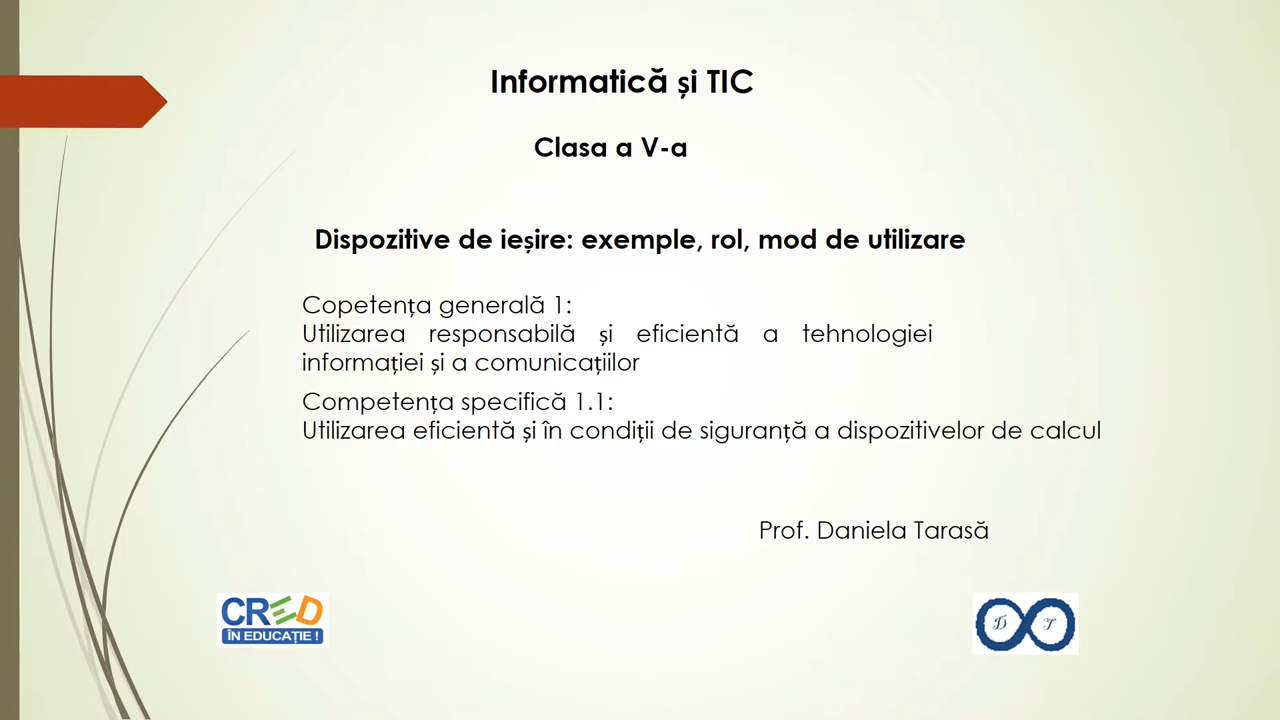 Informatică și TIC
Clasa a V-a
Dispozitive de ieșire: exemple, rol, mod de utilizare
Copetența generală 1:
Utilizarea responsabilă și eficientă a tehnologiei
informației și a comunicațiilor
Competența specifică 1.1:
Utilizarea eficientă și în condiții de siguranță a dispozitivelor de calcul
Prof. Daniela Tarasă
CRED
ÎN EDUCAȚIE !
D T